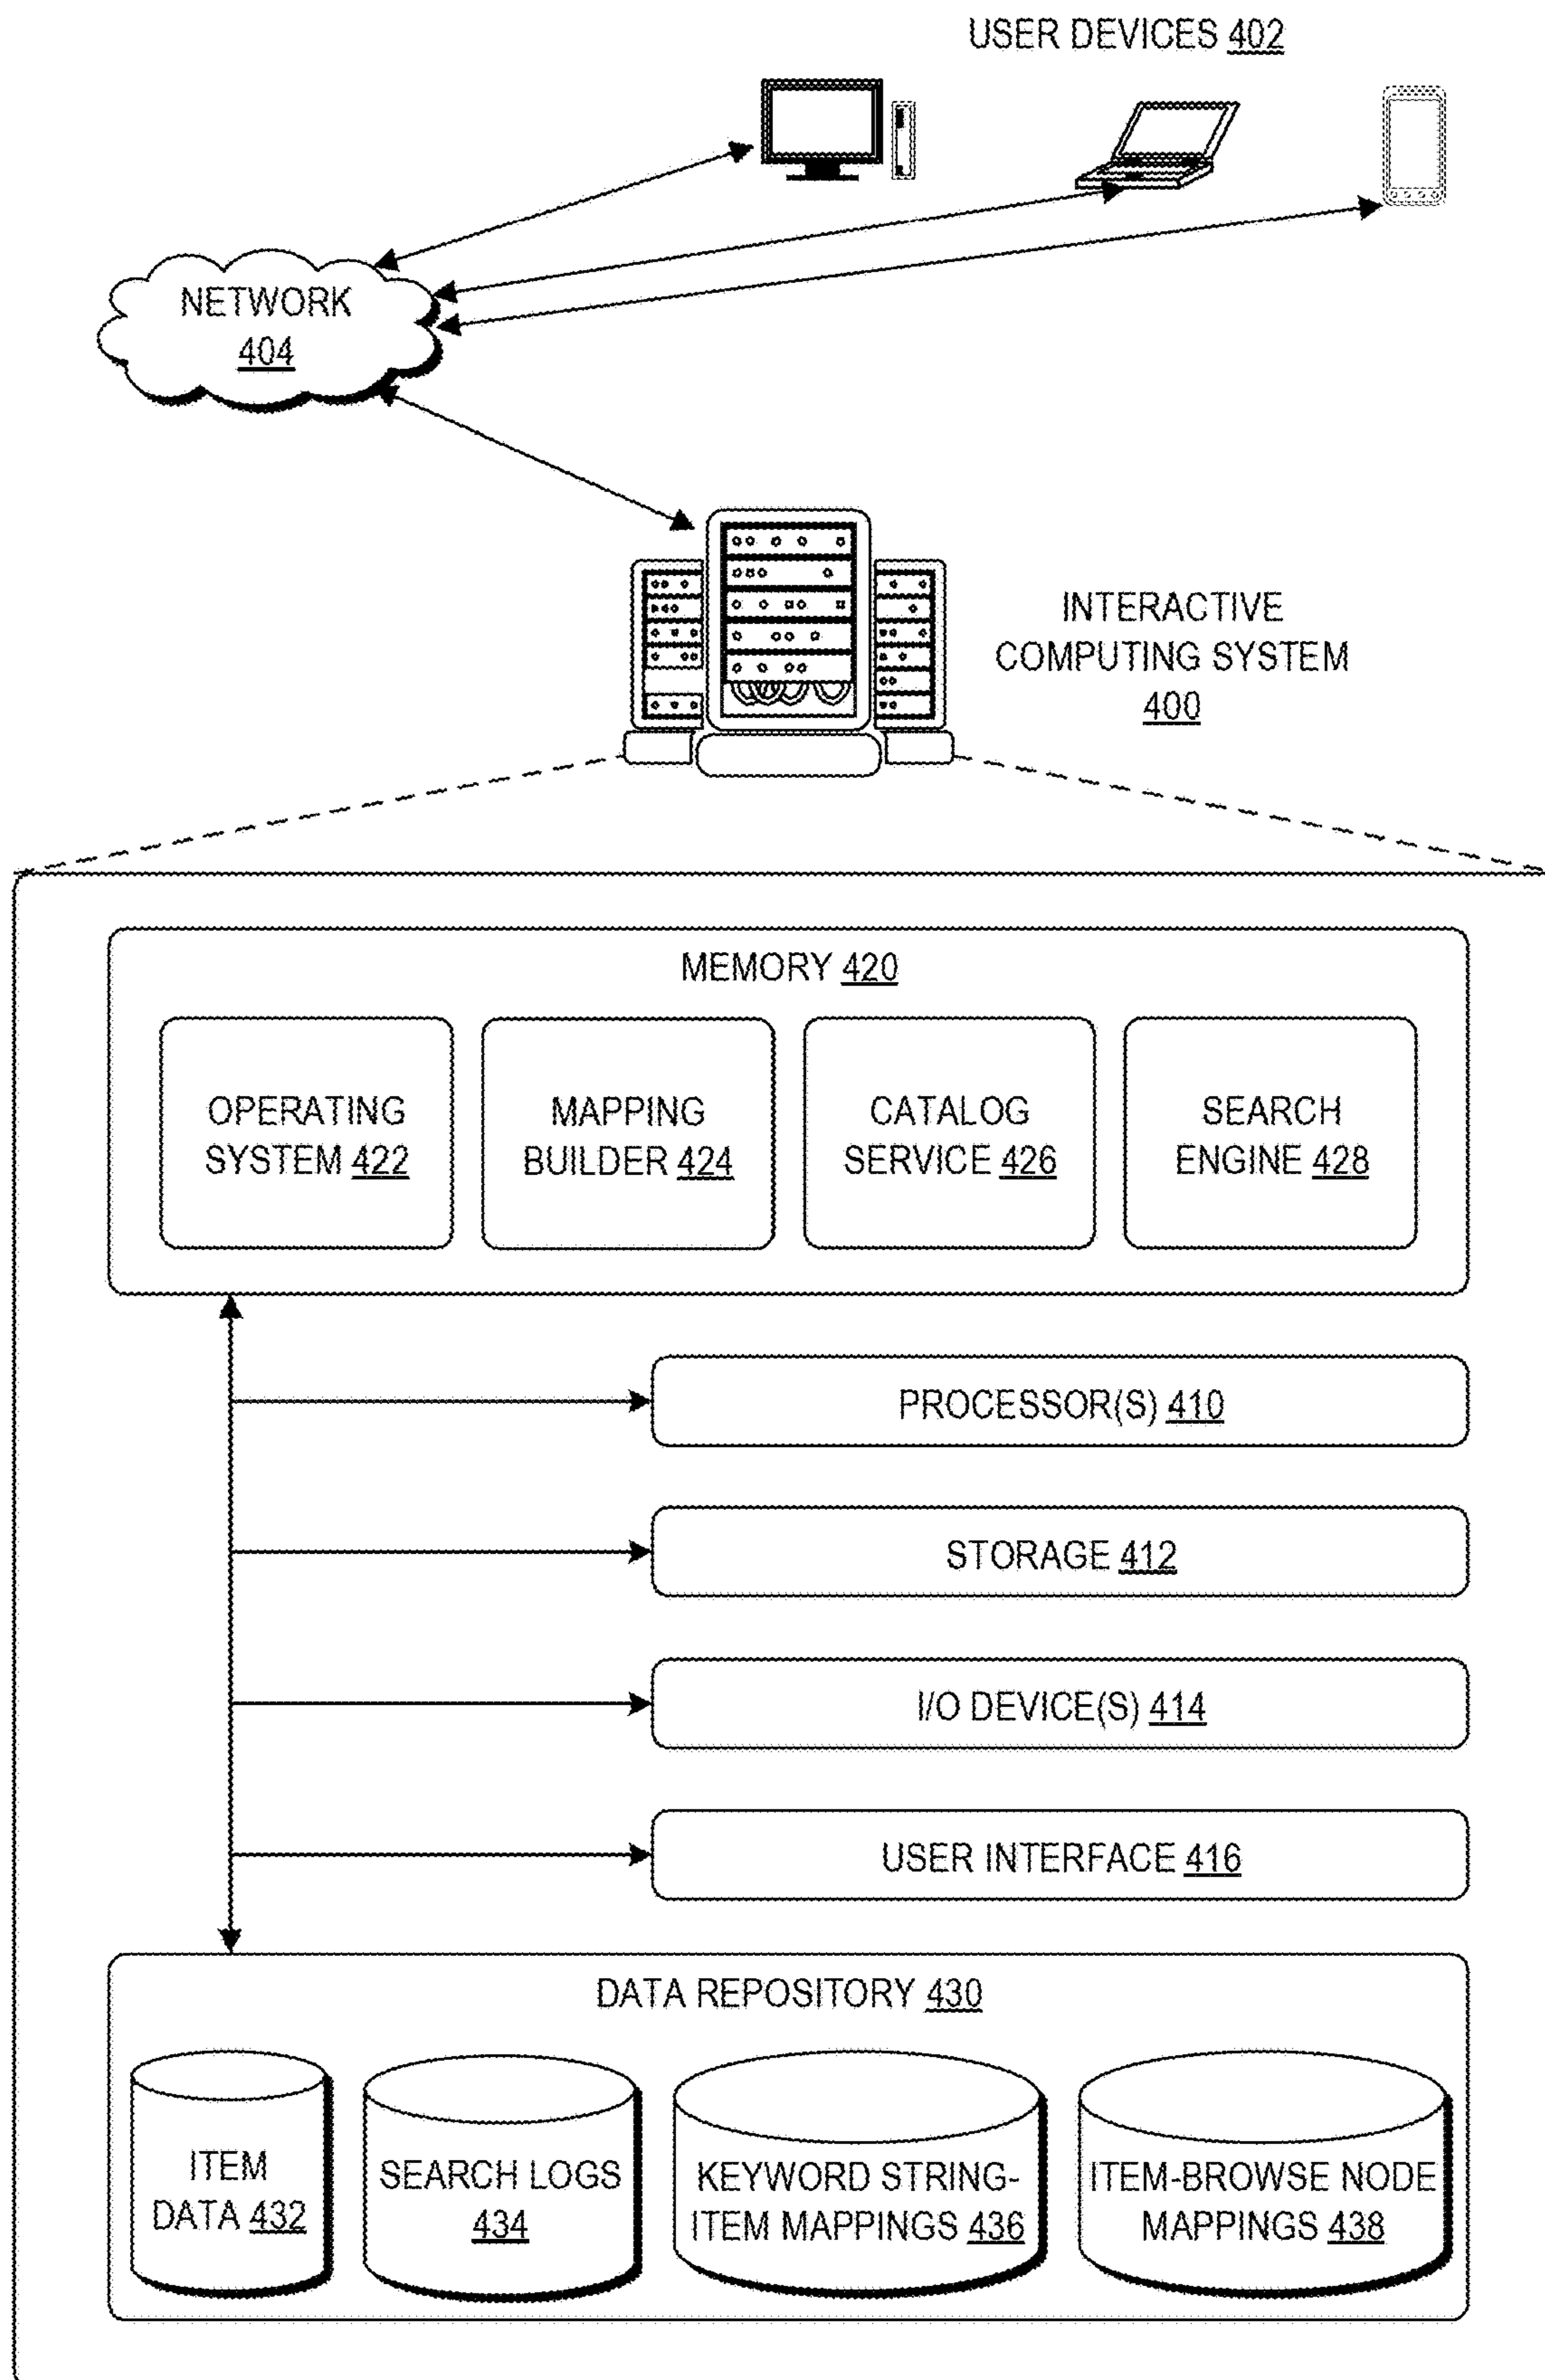 USER DEVICES 402
NETWORK
404
INTERACTIVE
COMPUTING SYSTEM
400
MEMORY 420
OPERATING
SYSTEM 422
MAPPING
BUILDER 424
CATALOG
SERVICE 426
SEARCH
ENGINE 428
PROCESSOR(S) 410
STORAGE 412
I/O DEVICE(S) 414
USER INTERFACE 416
DATA REPOSITORY 430
ITEM
DATA 432
SEARCH LOGS
434
KEYWORD STRING-
ITEM MAPPINGS 436
ITEM-BROWSE NODE
MAPPINGS 438